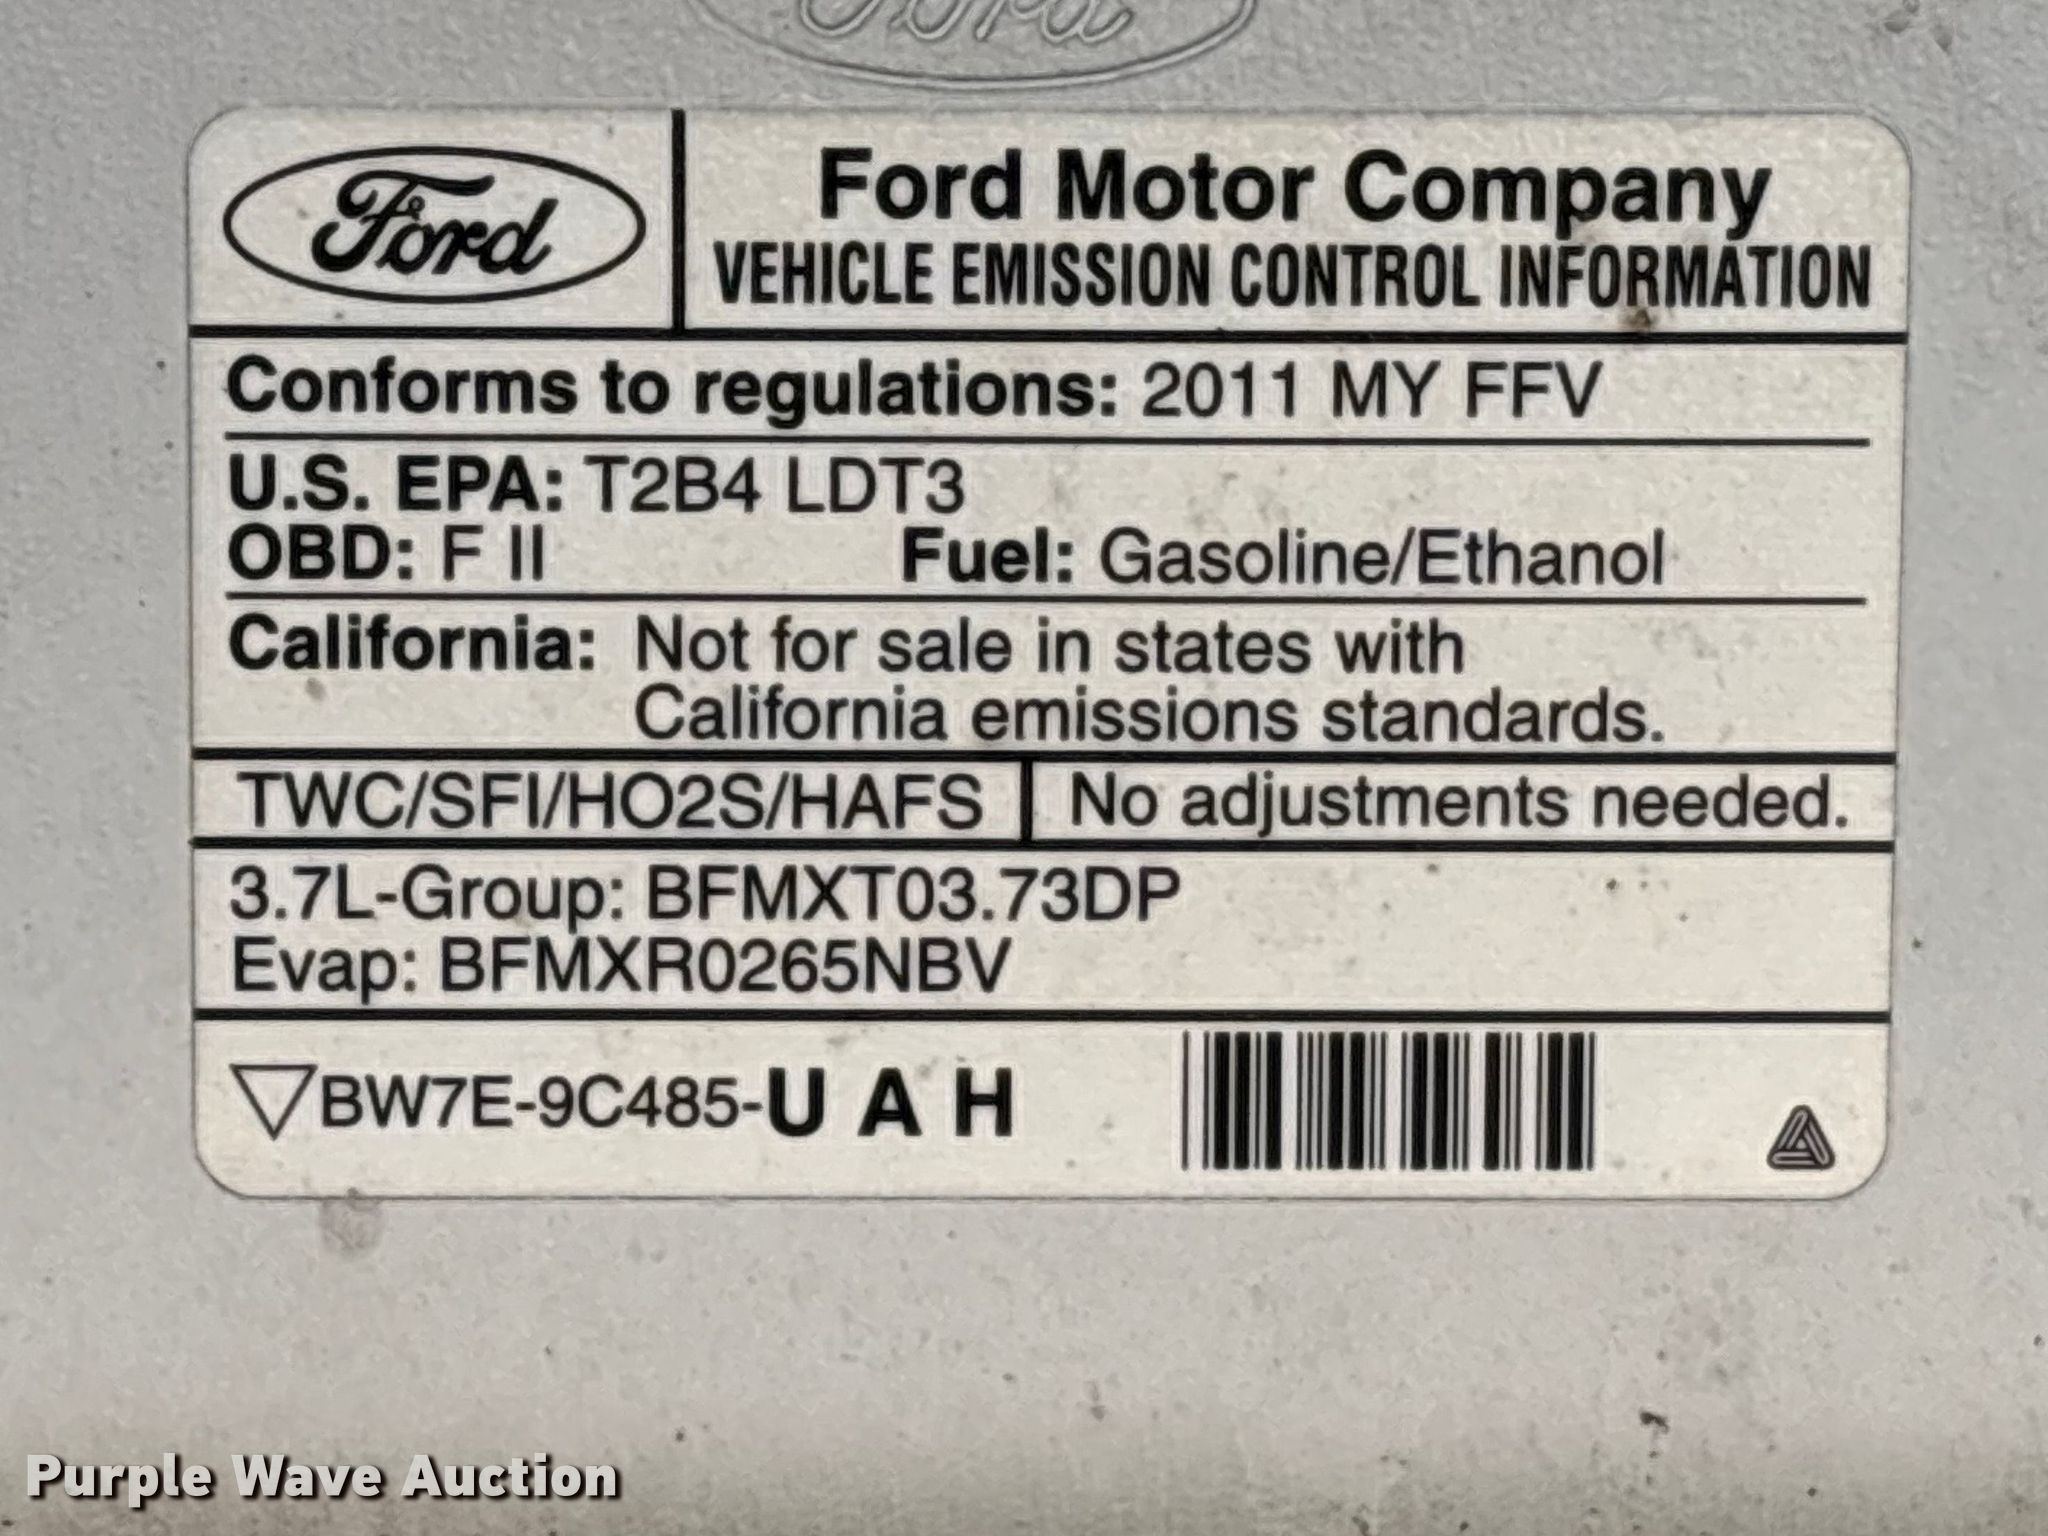 Ford
Ford
Ford Motor Company
VEHICLE EMISSION CONTROL INFORMATION
Conforms to regulations: 2011 MY FFV
U.S. EPA: T2B4 LDT3
OBD: F II Fuel: Gasoline/Ethanol
California: Not for sale in states with
California emissions standards.
TWC/SFI/HO2S/HAFS No adjustments needed.
3.7L-Group: BFMXT03.73DP
Evap: BFMXR0265NBV
BW7E-9C485-U A H
Purple Wave Auction